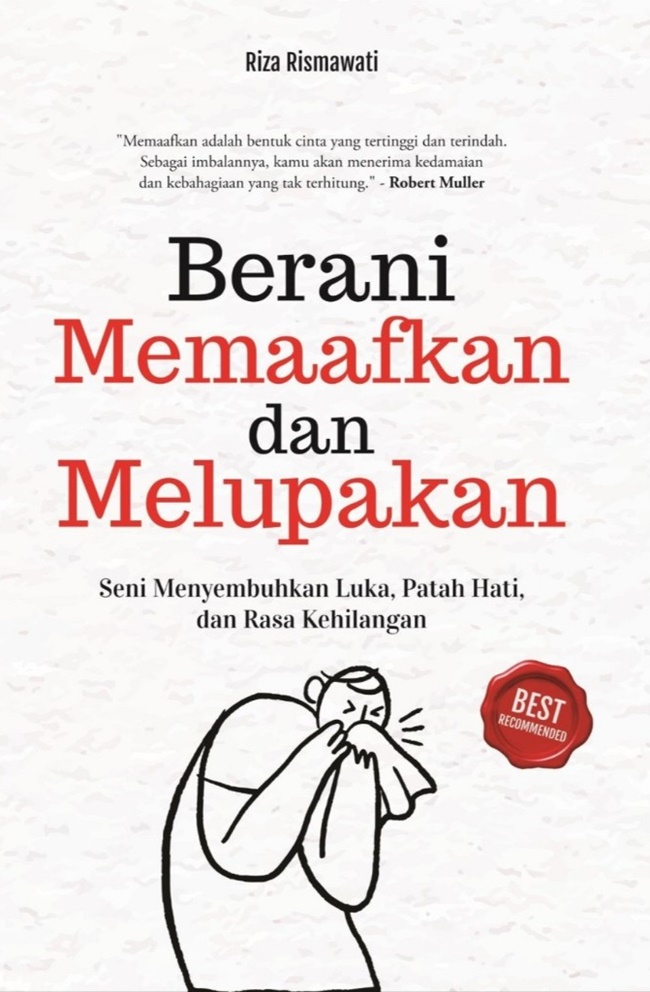 Riza Rismawati
"Memaafkan adalah bentuk cinta yang tertinggi dan terindah.
Sebagai imbalannya, kamu akan menerima kedamaian
dan kebahagiaan yang tak terhitung." - Robert Muller
Berani
Memaafkan
dan
Melupakan
Seni Menyembuhkan Luka, Patah Hati,
dan Rasa Kehilangan
BEST
RECOMMENDED